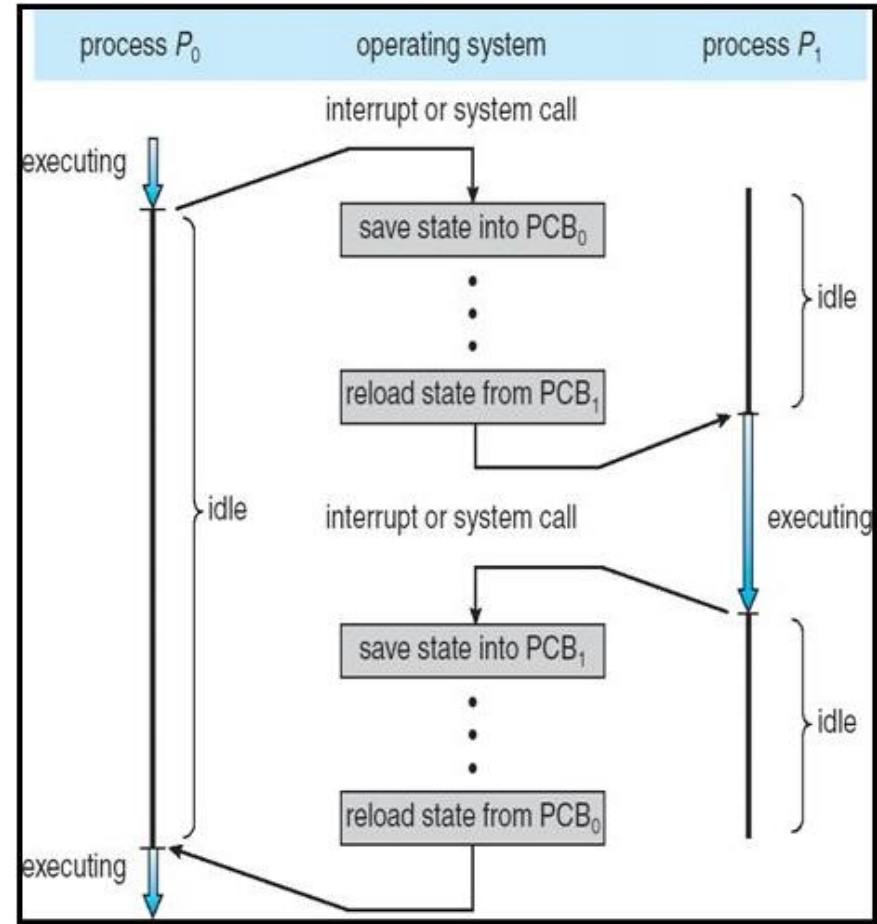 process P₀ operating system process P₁
interrupt or system call
executing
save state into PCB₀
idle
reload state from PCB₁
idle
interrupt or system call
executing
save state into PCB₁
idle
reload state from PCB₀
executing